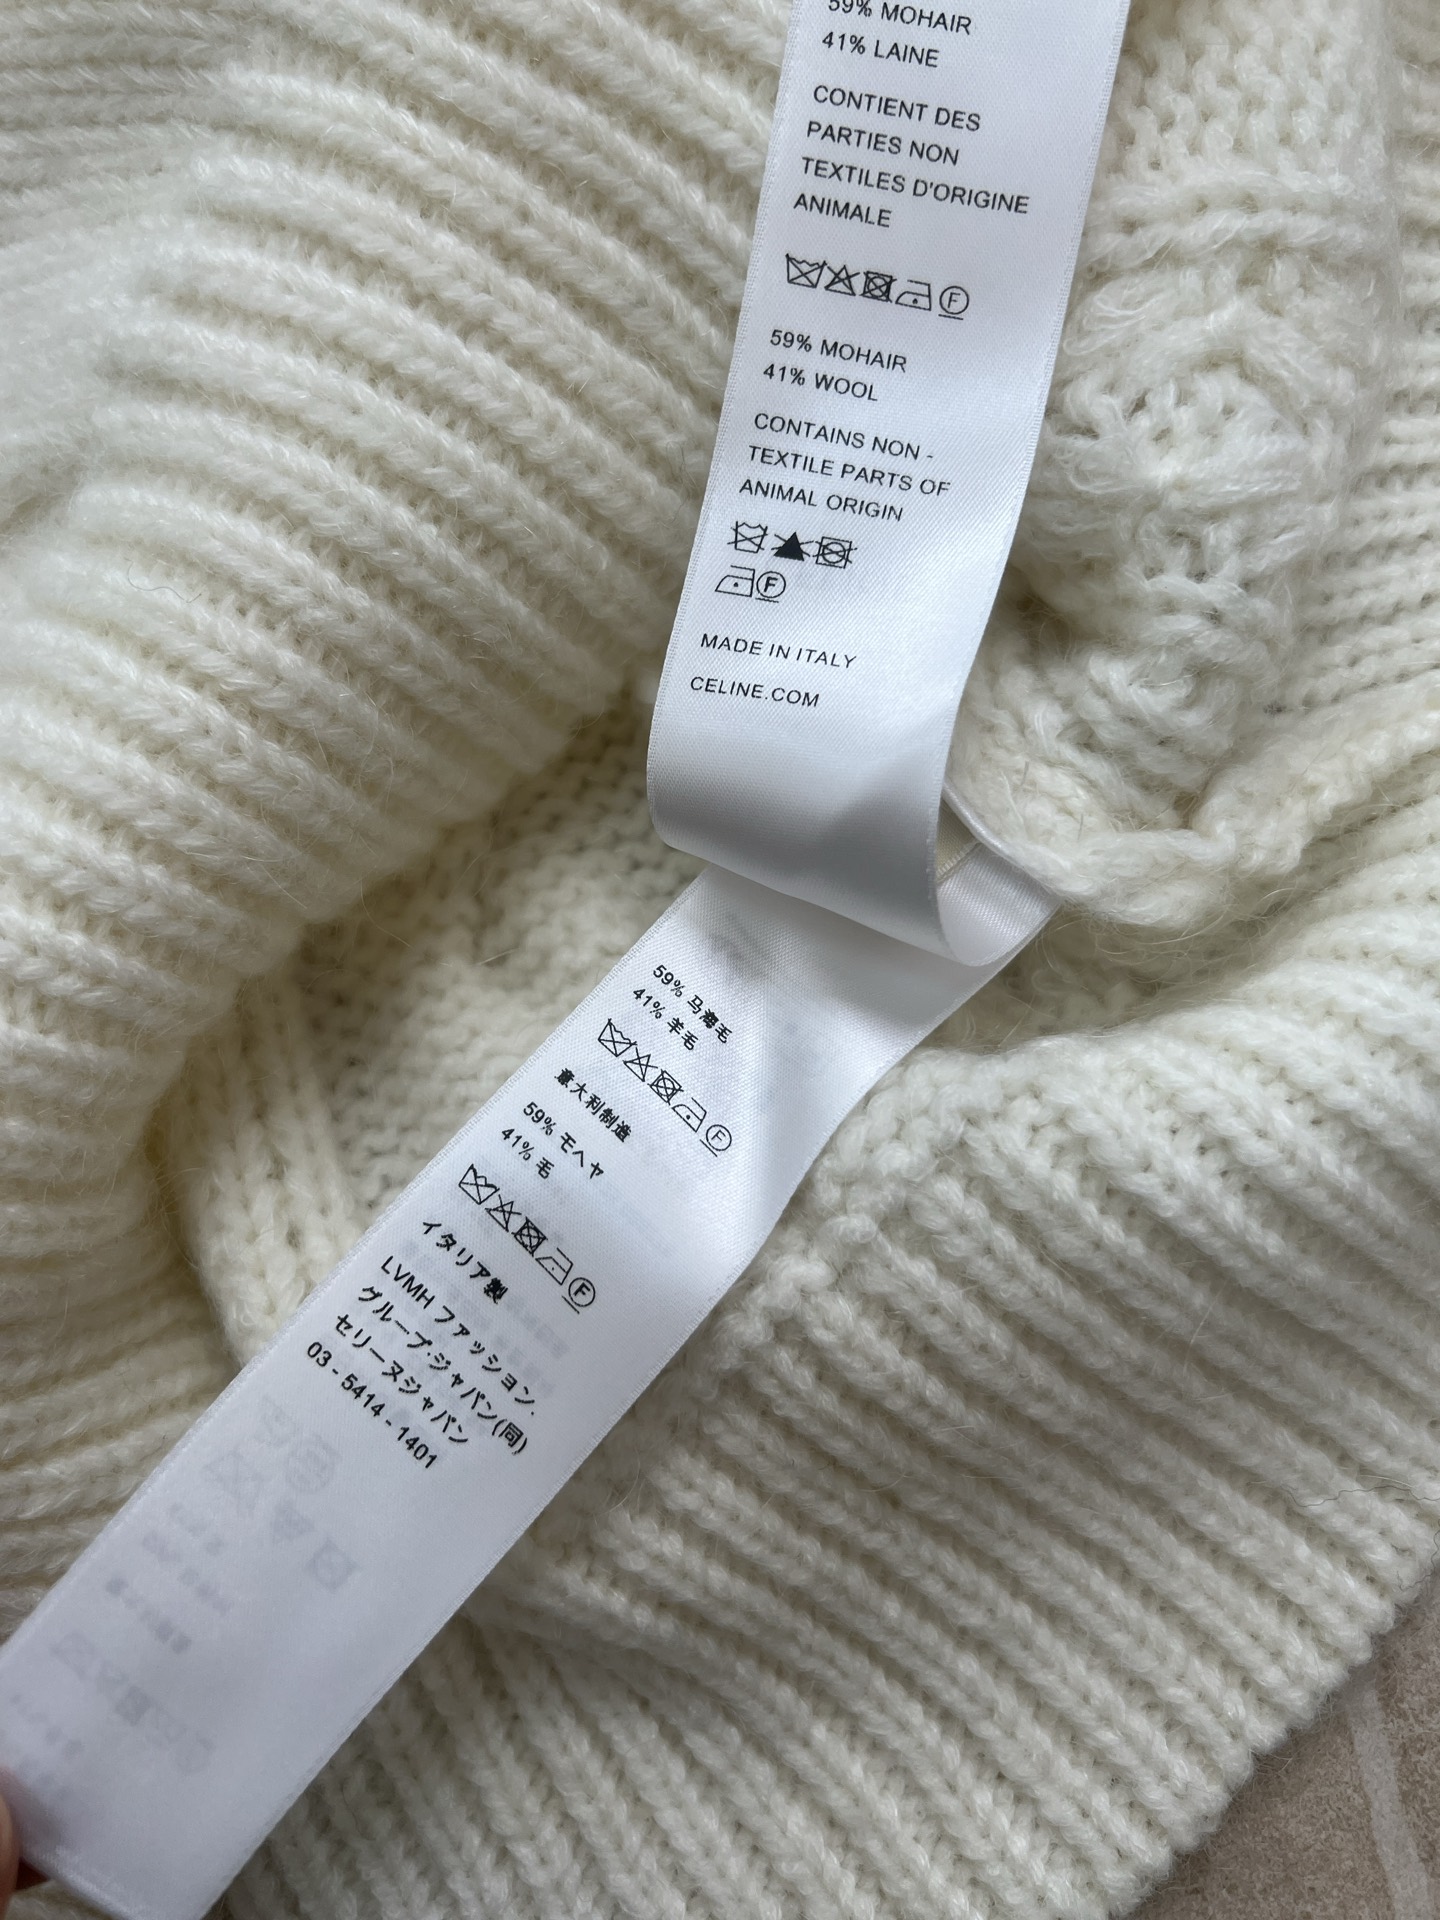 59% MOHAIR
41% LAINE
CONTIENT DES
PARTIES NON
TEXTILES D'ORIGINE
ANIMALE
F
59% MOHAIR
41% WOOL
CONTAINS NON -
TEXTILE PARTS OF
ANIMAL ORIGIN
F
MADE IN ITALY
CELINE.COM
59% 马海毛
41% 羊毛
F
意大利制造
59% モヘヤ
41% 毛
F
イタリア製
LVMH ファッション.
グループ.ジャパン(同)
セリーヌジャパン
03 - 5414 - 1401